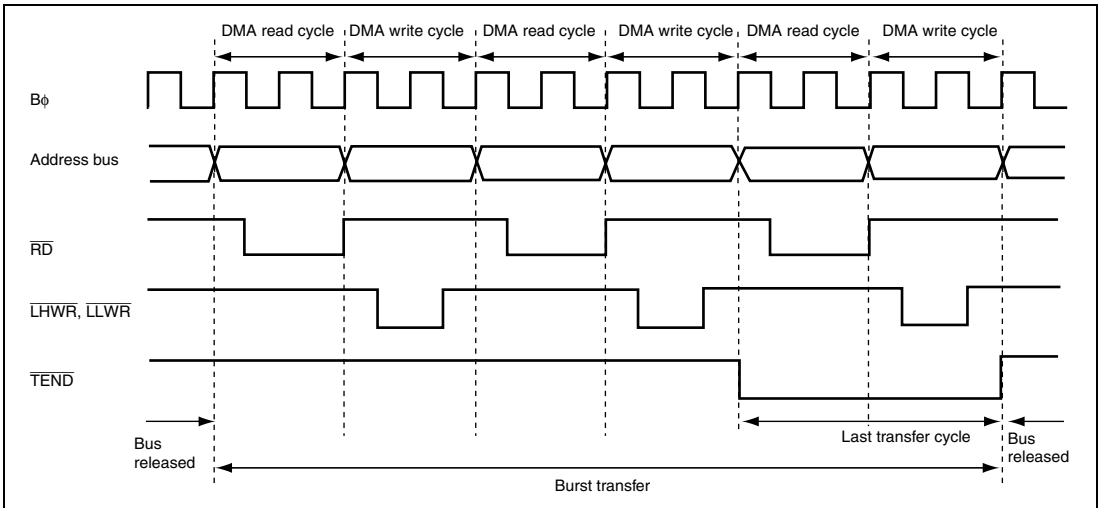 DMA read cycle DMA write cycle DMA read cycle DMA write cycle DMA read cycle DMA write cycle
Bφ
Address bus
RD
LHWR, LLWR
TEND
Last transfer cycle
Bus
released
Bus
released
Burst transfer